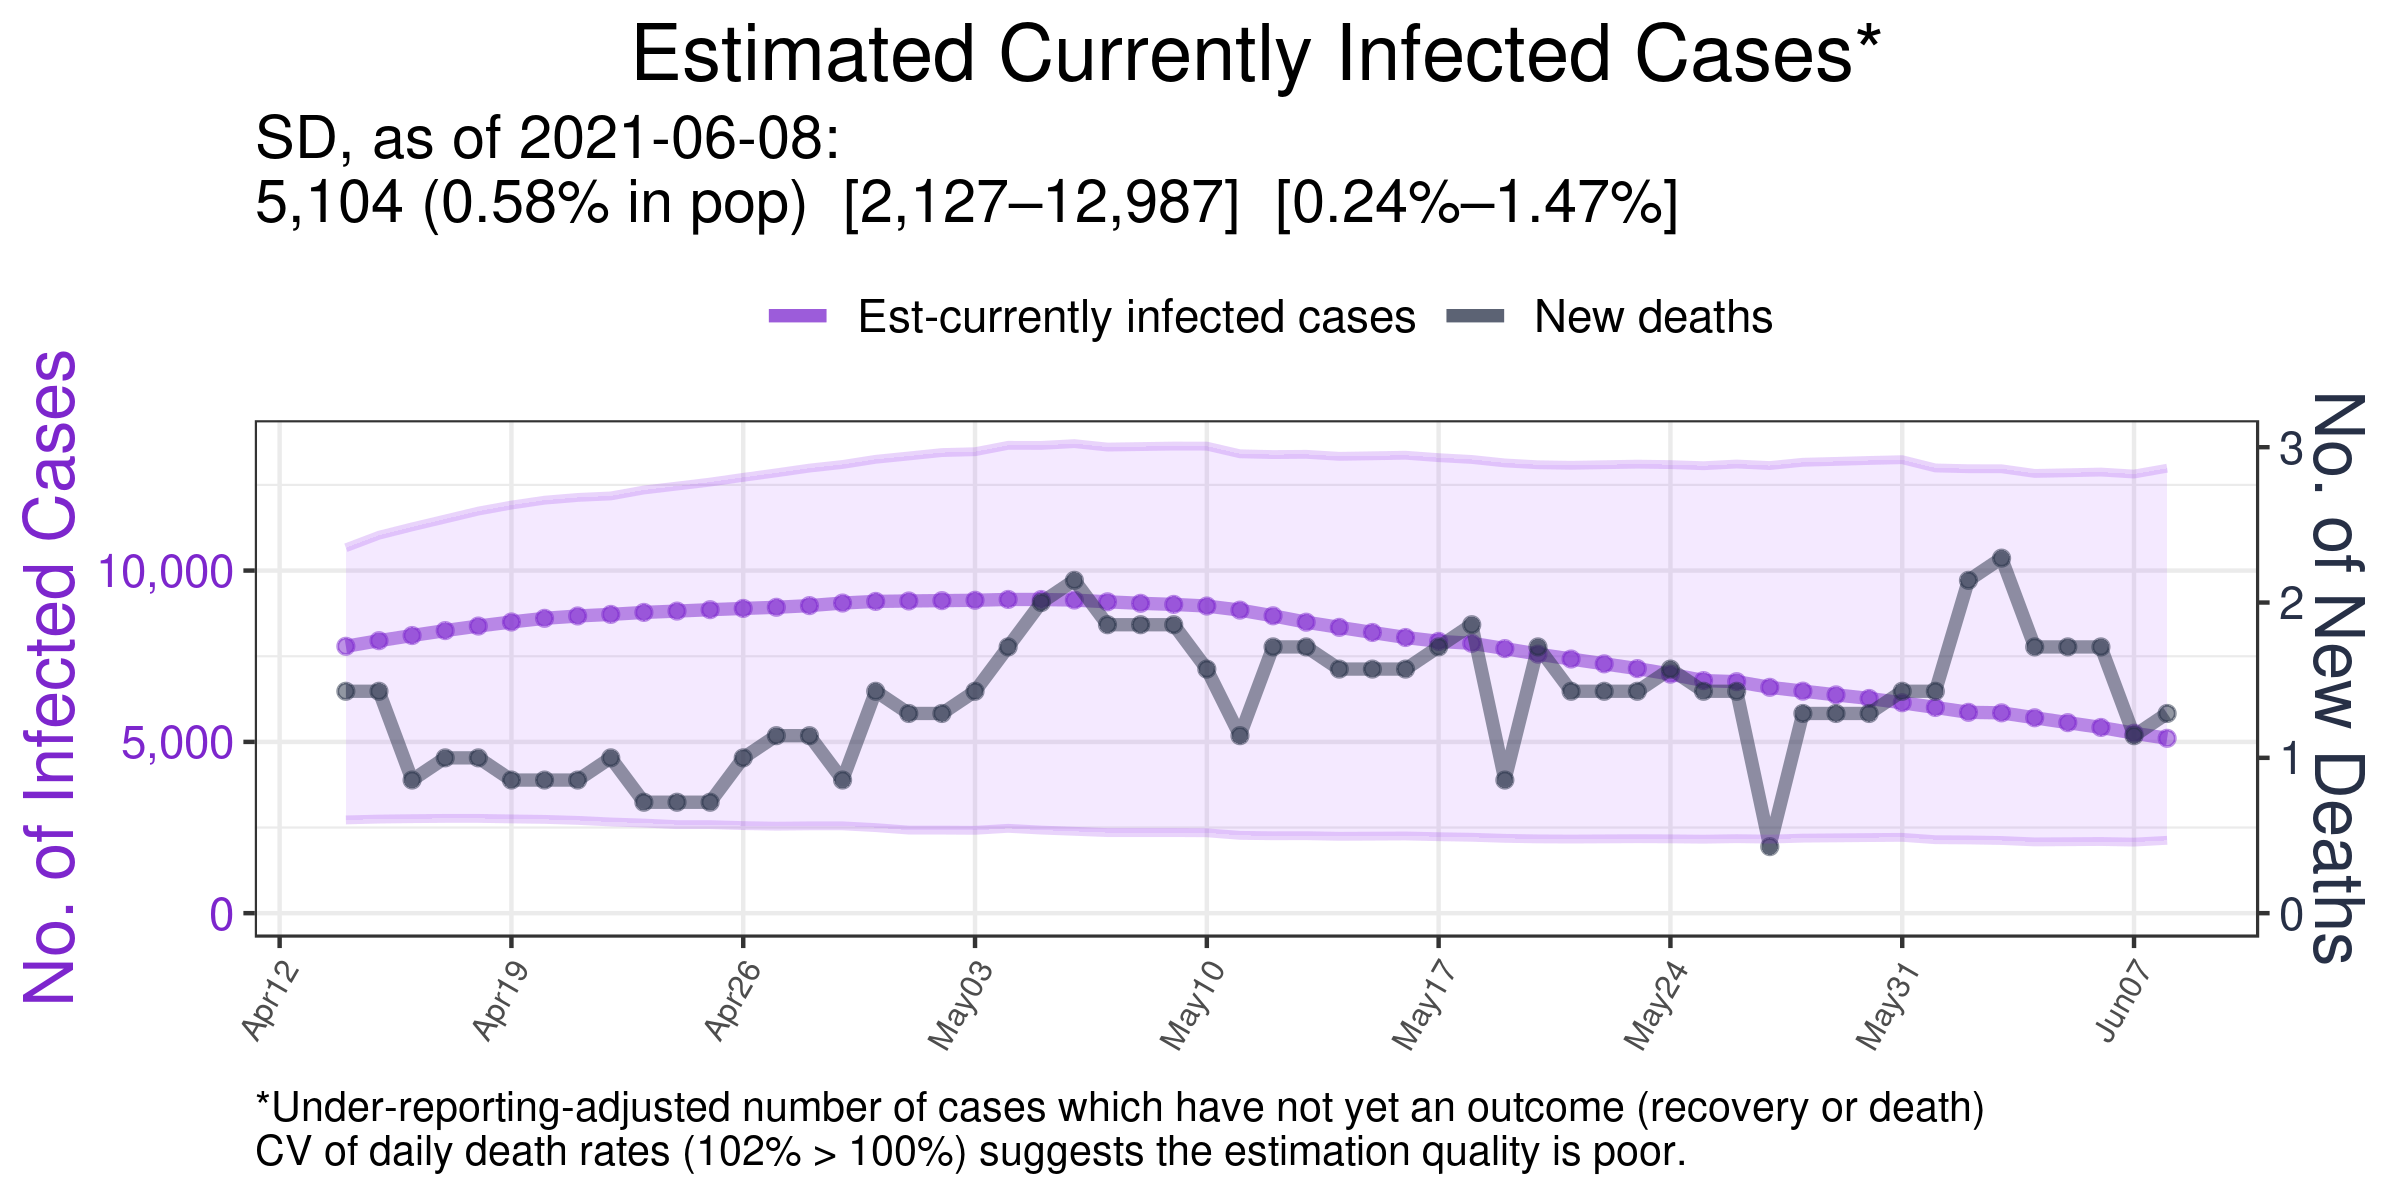 Estimated Currently Infected Cases*
SD, as of 2021-06-08:
5,104 (0.58% in pop)  [2,127–12,987]  [0.24%–1.47%]
Est-currently infected cases
New deaths
No. of Infected Cases
10,000
5,000
0
3
2
1
0
No. of New Deaths
Apr12
Apr19
Apr26
May03
May10
May17
May24
May31
Jun07
*Under-reporting-adjusted number of cases which have not yet an outcome (recovery or death)
CV of daily death rates (102% > 100%) suggests the estimation quality is poor.